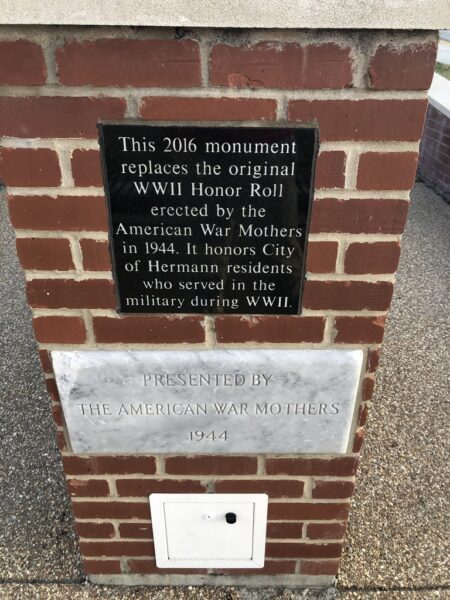 This 2016 monument
replaces the original
WWII Honor Roll
erected by the
American War Mothers
in 1944. It honors City
of Hermann residents
who served in the
military during WWII.
PRESENTED BY
THE AMERICAN WAR MOTHERS
1944